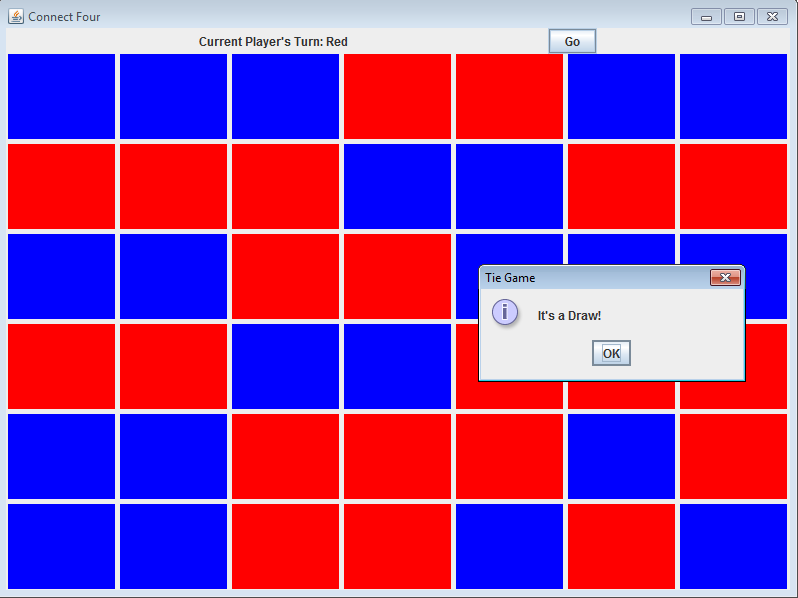 Connect Four
Current Player's Turn: Red
Go
Tie Game
It's a Draw!
OK